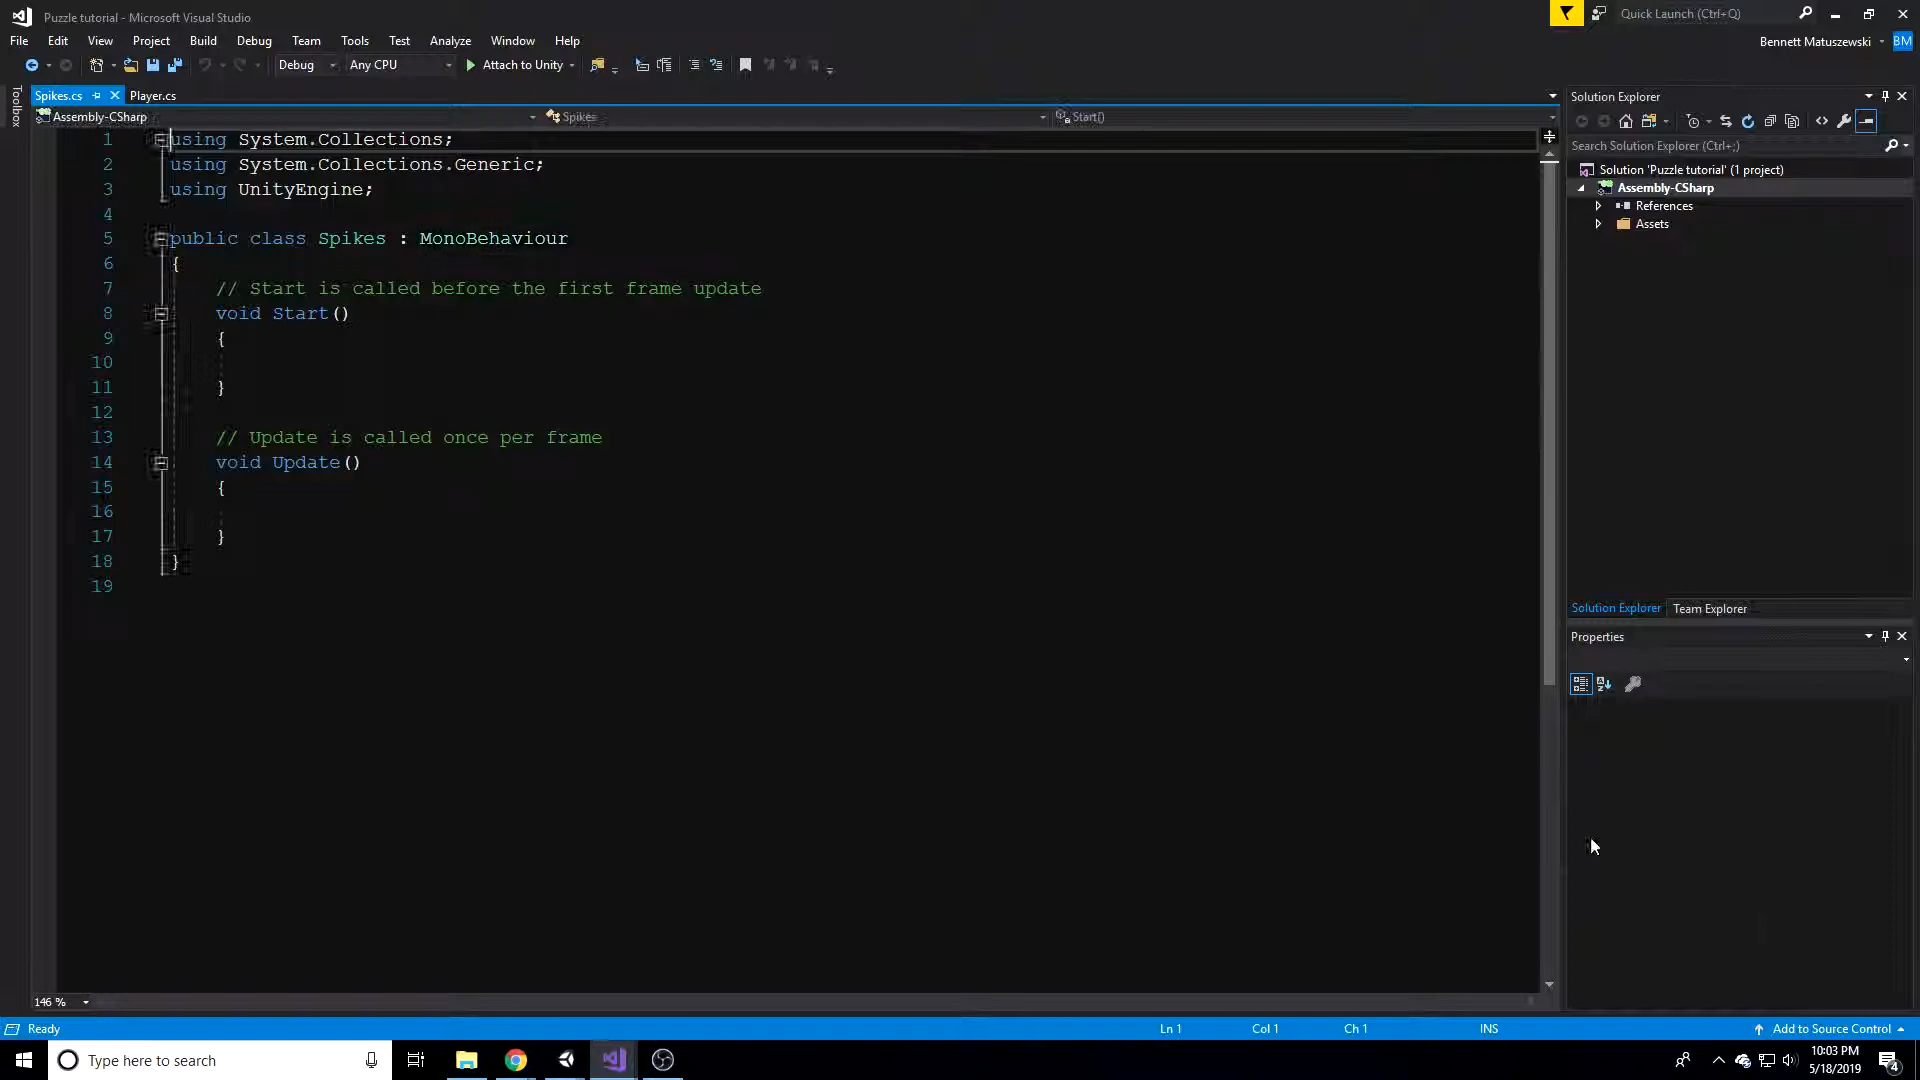 Puzzle tutorial - Microsoft Visual Studio
Quick Launch (Ctrl+Q)
File Edit View Project Build Debug Team Tools Test Analyze Window Help
Bennett Matuszewski BM
Debug Any CPU Attach to Unity
Toolbox
Spikes.cs Player.cs
Assembly-CSharp Spikes Start()
1 using System.Collections;
2 using System.Collections.Generic;
3 using UnityEngine;
4
5 public class Spikes : MonoBehaviour
6 {
7 // Start is called before the first frame update
8 void Start()
9 {
10
11 }
12
13 // Update is called once per frame
14 void Update()
15 {
16
17 }
18 }
19
146 %
Solution Explorer
Search Solution Explorer (Ctrl+;)
Solution 'Puzzle tutorial' (1 project)
Assembly-CSharp
References
Assets
Solution Explorer Team Explorer
Properties
Ready Ln 1 Col 1 Ch 1 INS Add to Source Control
Type here to search
10:03 PM
5/18/2019
4